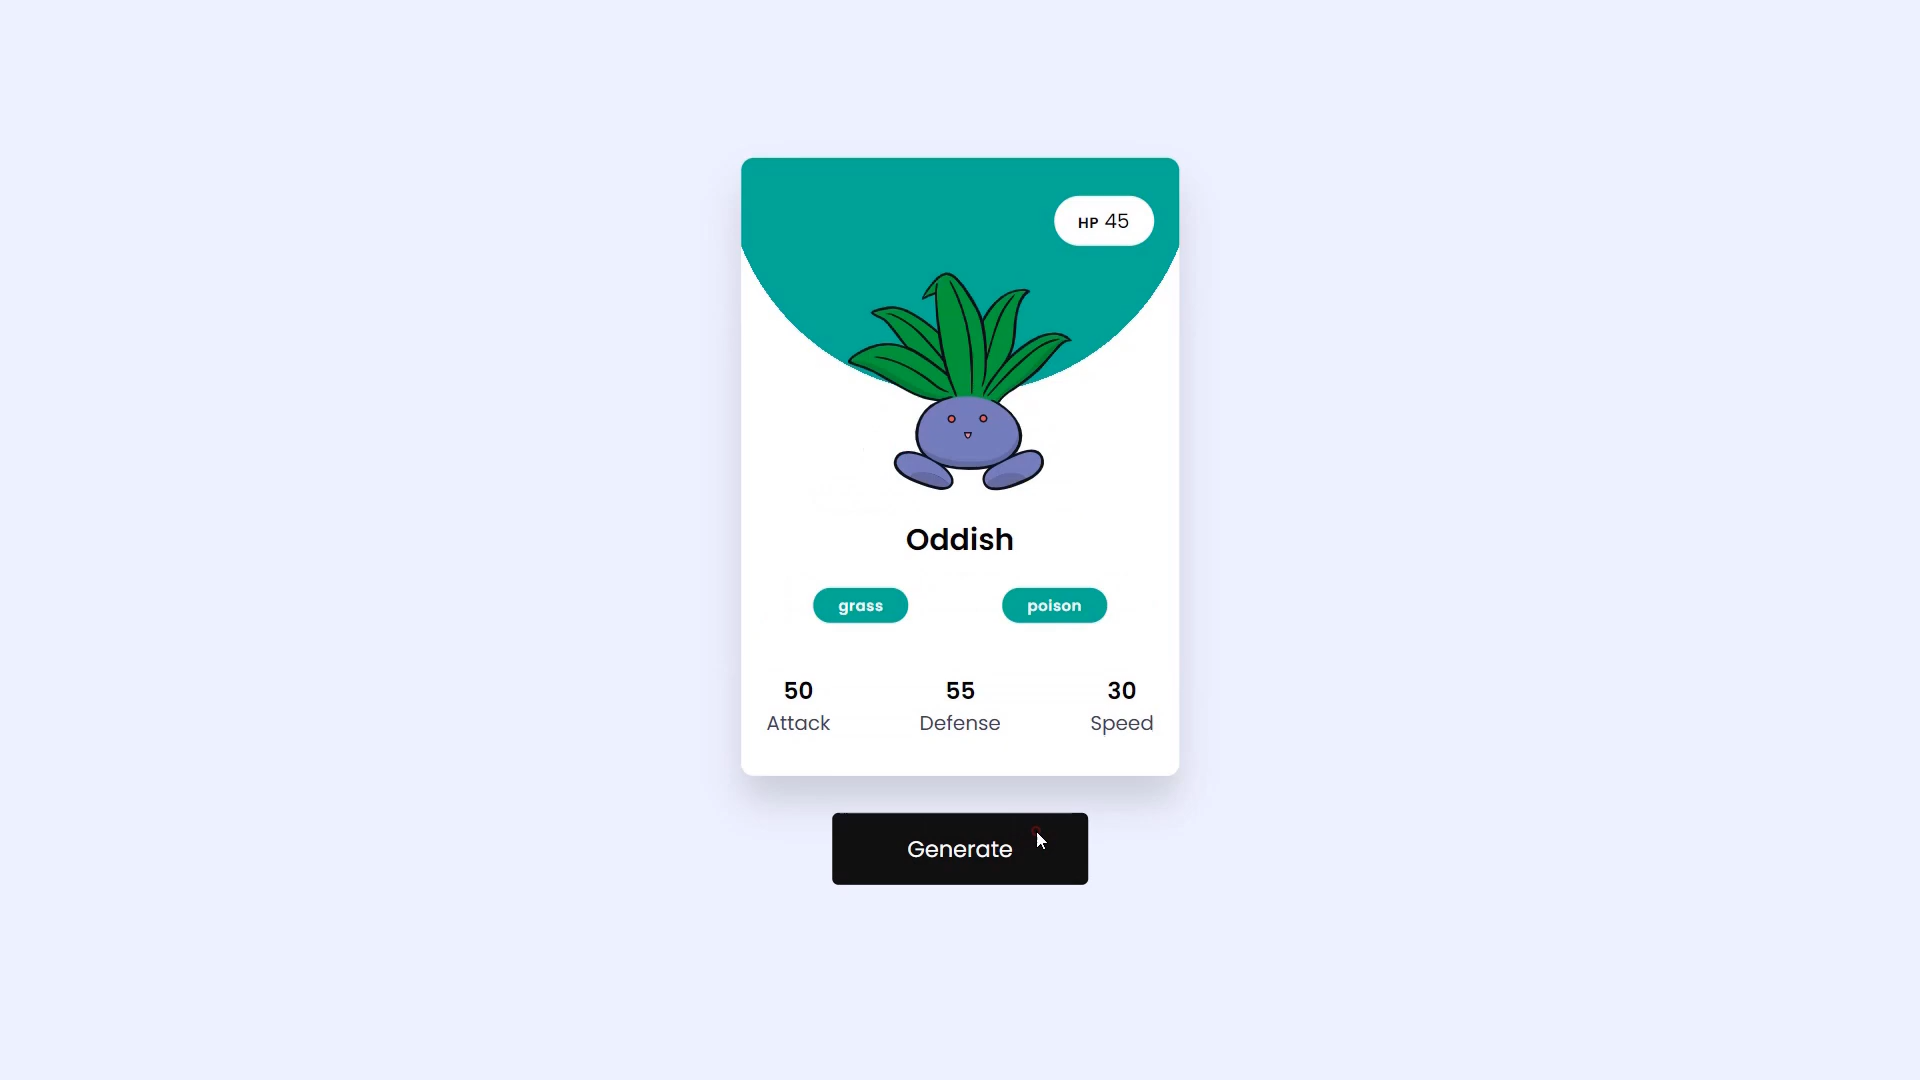 HP 45
Oddish
grass poison
50 55 30
Attack Defense Speed
Generate